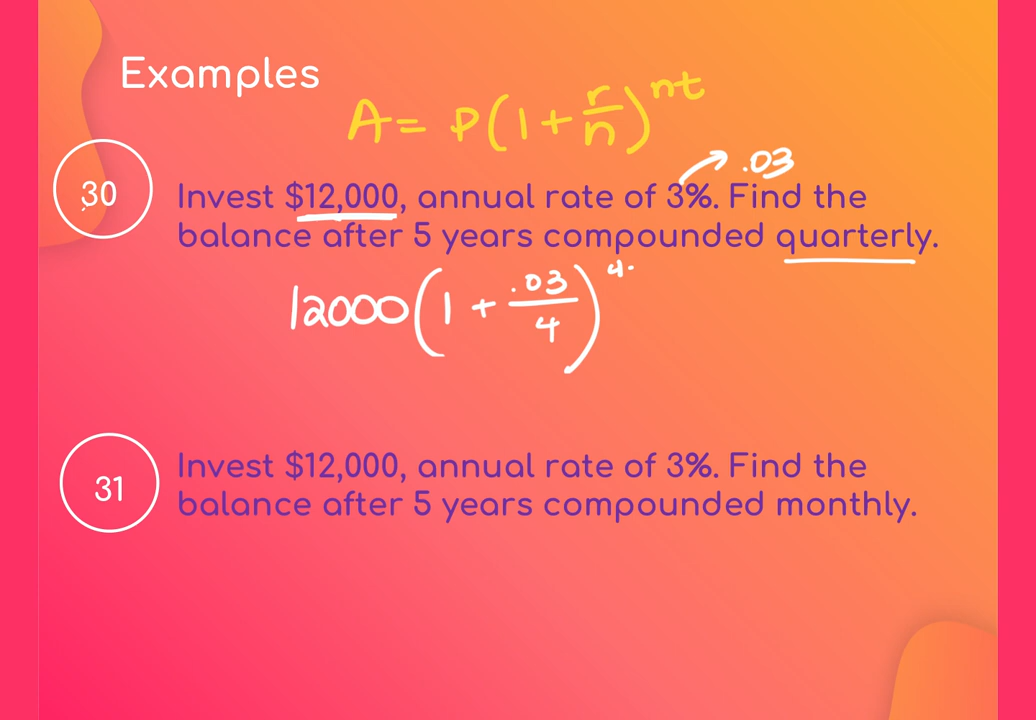 Examples
A = P(1 + r/n)^nt
.03
30
Invest $12,000, annual rate of 3%. Find the
balance after 5 years compounded quarterly.
12000(1 + .03/4)^4·
31
Invest $12,000, annual rate of 3%. Find the
balance after 5 years compounded monthly.